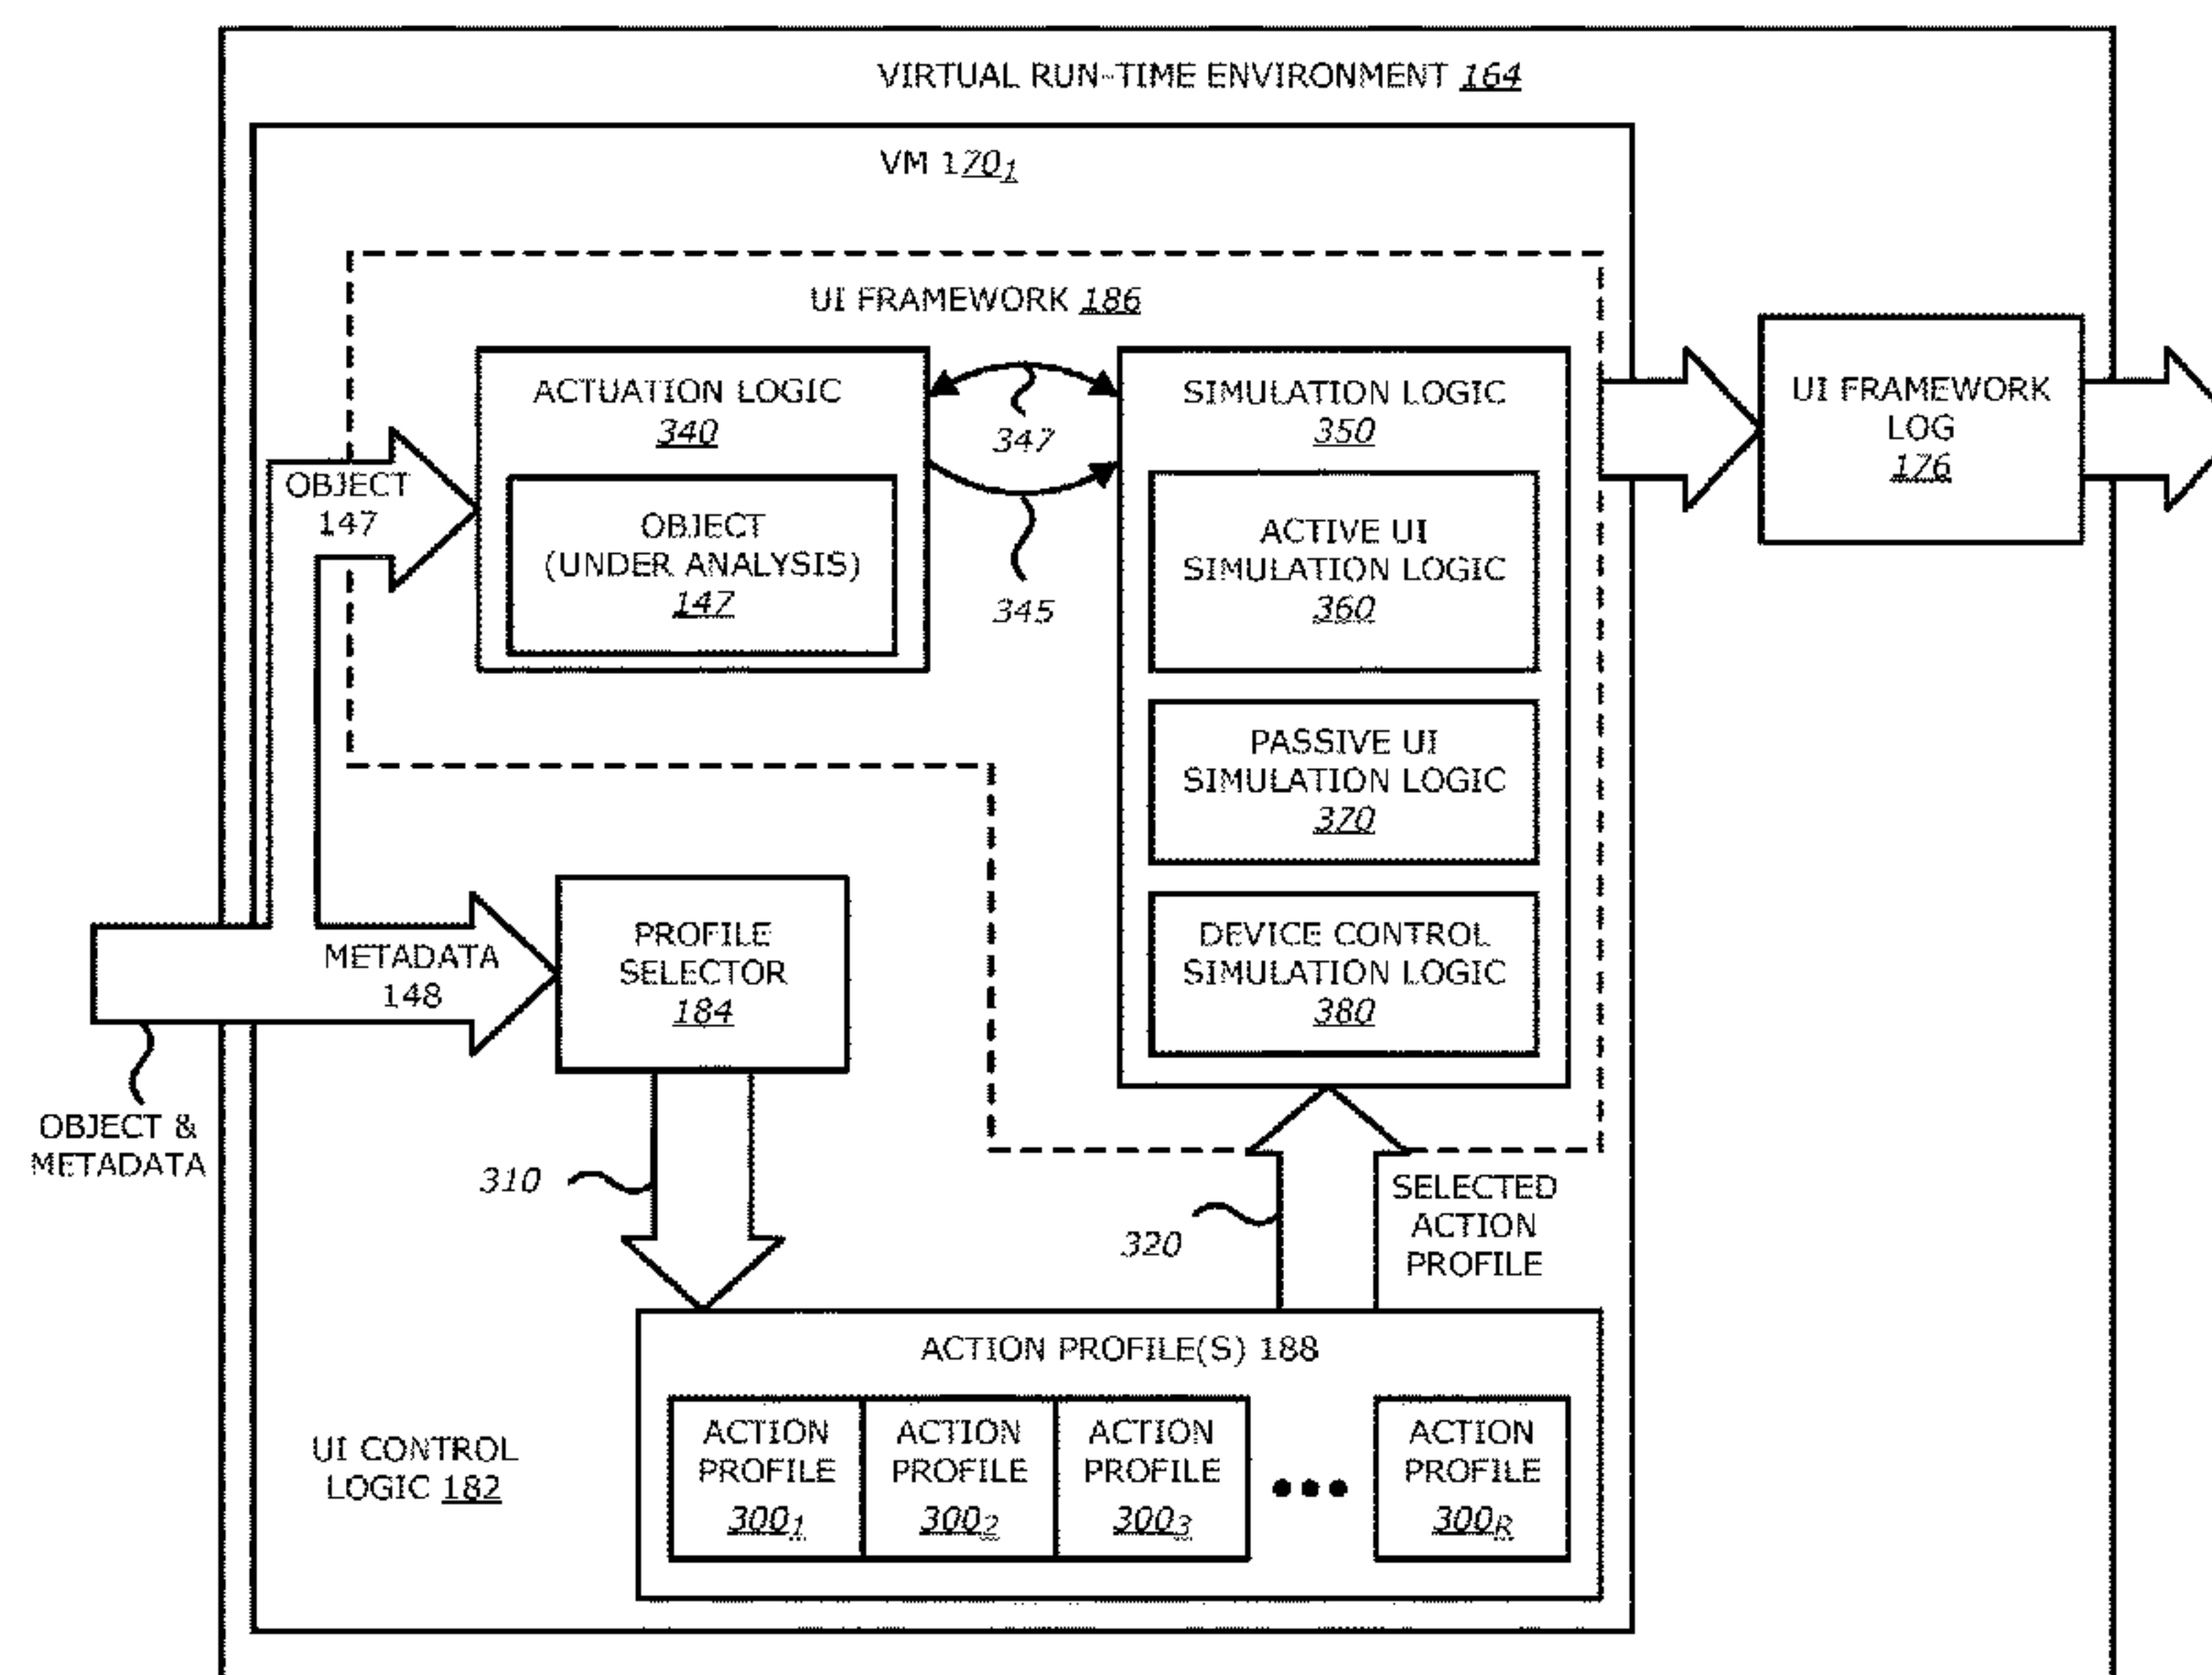 VIRTUAL RUN-TIME ENVIRONMENT 164
VM 170₁
UI FRAMEWORK 186
ACTUATION LOGIC
340
OBJECT
(UNDER ANALYSIS)
147
OBJECT
147
347
345
SIMULATION LOGIC
350
ACTIVE UI
SIMULATION LOGIC
360
PASSIVE UI
SIMULATION LOGIC
370
DEVICE CONTROL
SIMULATION LOGIC
380
UI FRAMEWORK
LOG
176
METADATA
148
PROFILE
SELECTOR
184
OBJECT &
METADATA
310
320
SELECTED
ACTION
PROFILE
ACTION PROFILE(S) 188
ACTION
PROFILE
300₁
ACTION
PROFILE
300₂
ACTION
PROFILE
300₃
ACTION
PROFILE
300R
UI CONTROL
LOGIC 182